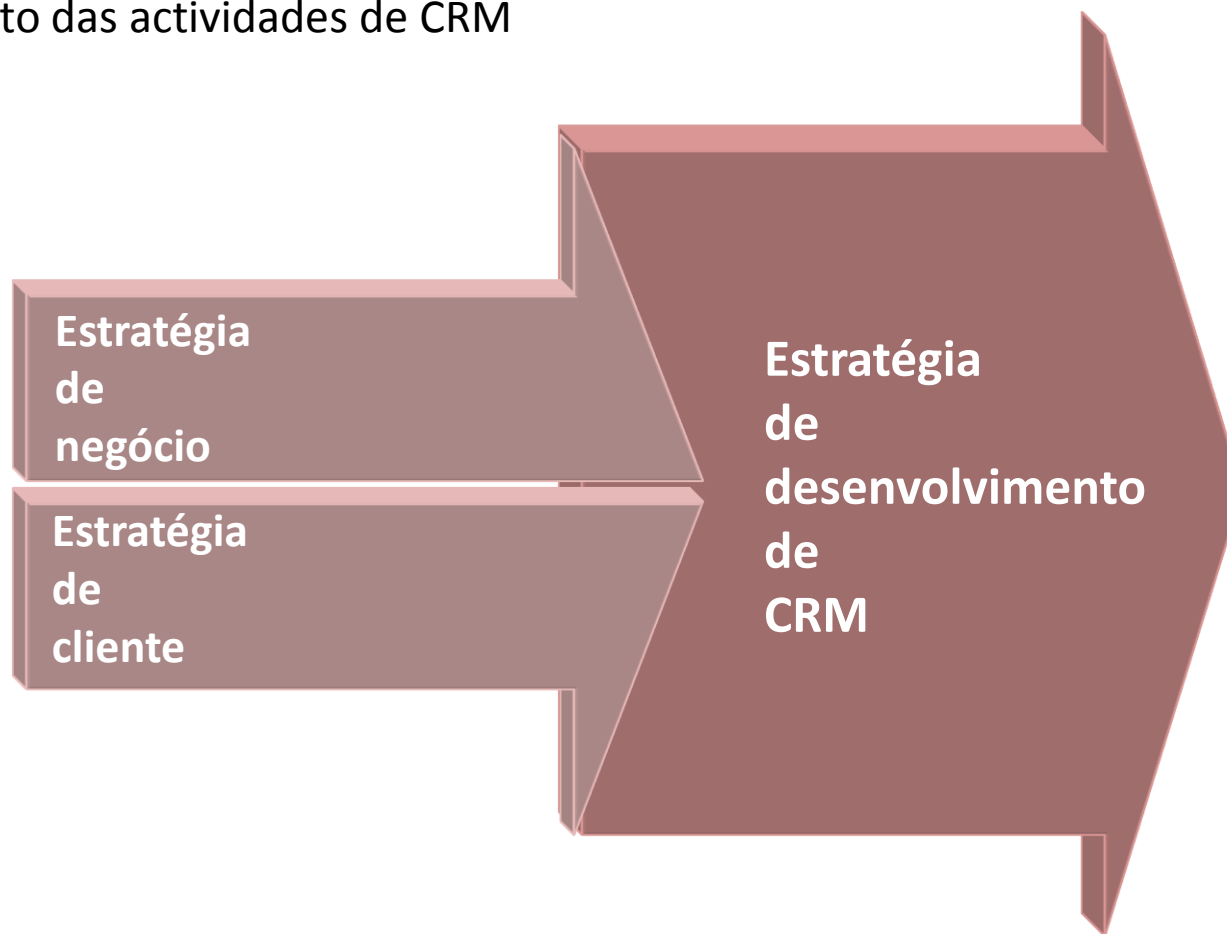 to das actividades de CRM
Estratégia
de
negócio
Estratégia
de
cliente
Estratégia
de
desenvolvimento
de
CRM